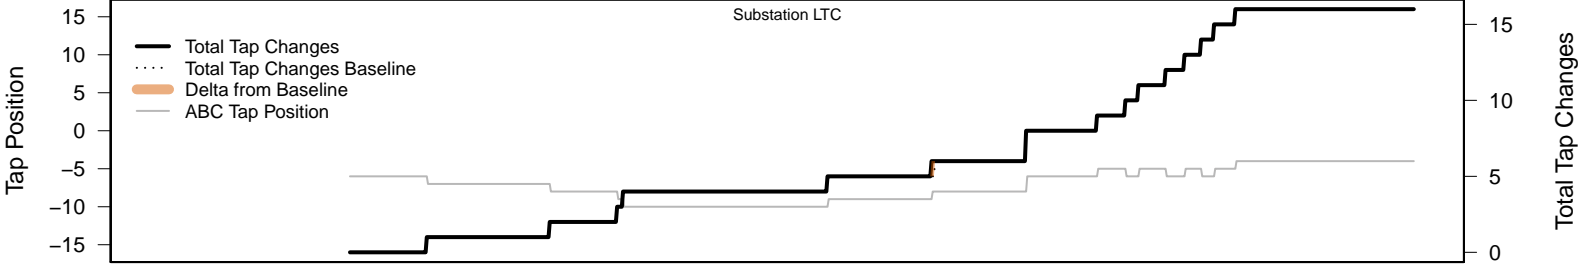 Substation LTC
Total Tap Changes
Total Tap Changes Baseline
Delta from Baseline
ABC Tap Position
Tap Position
15
10
5
0
−5
−10
−15
15
10
5
0
Total Tap Changes